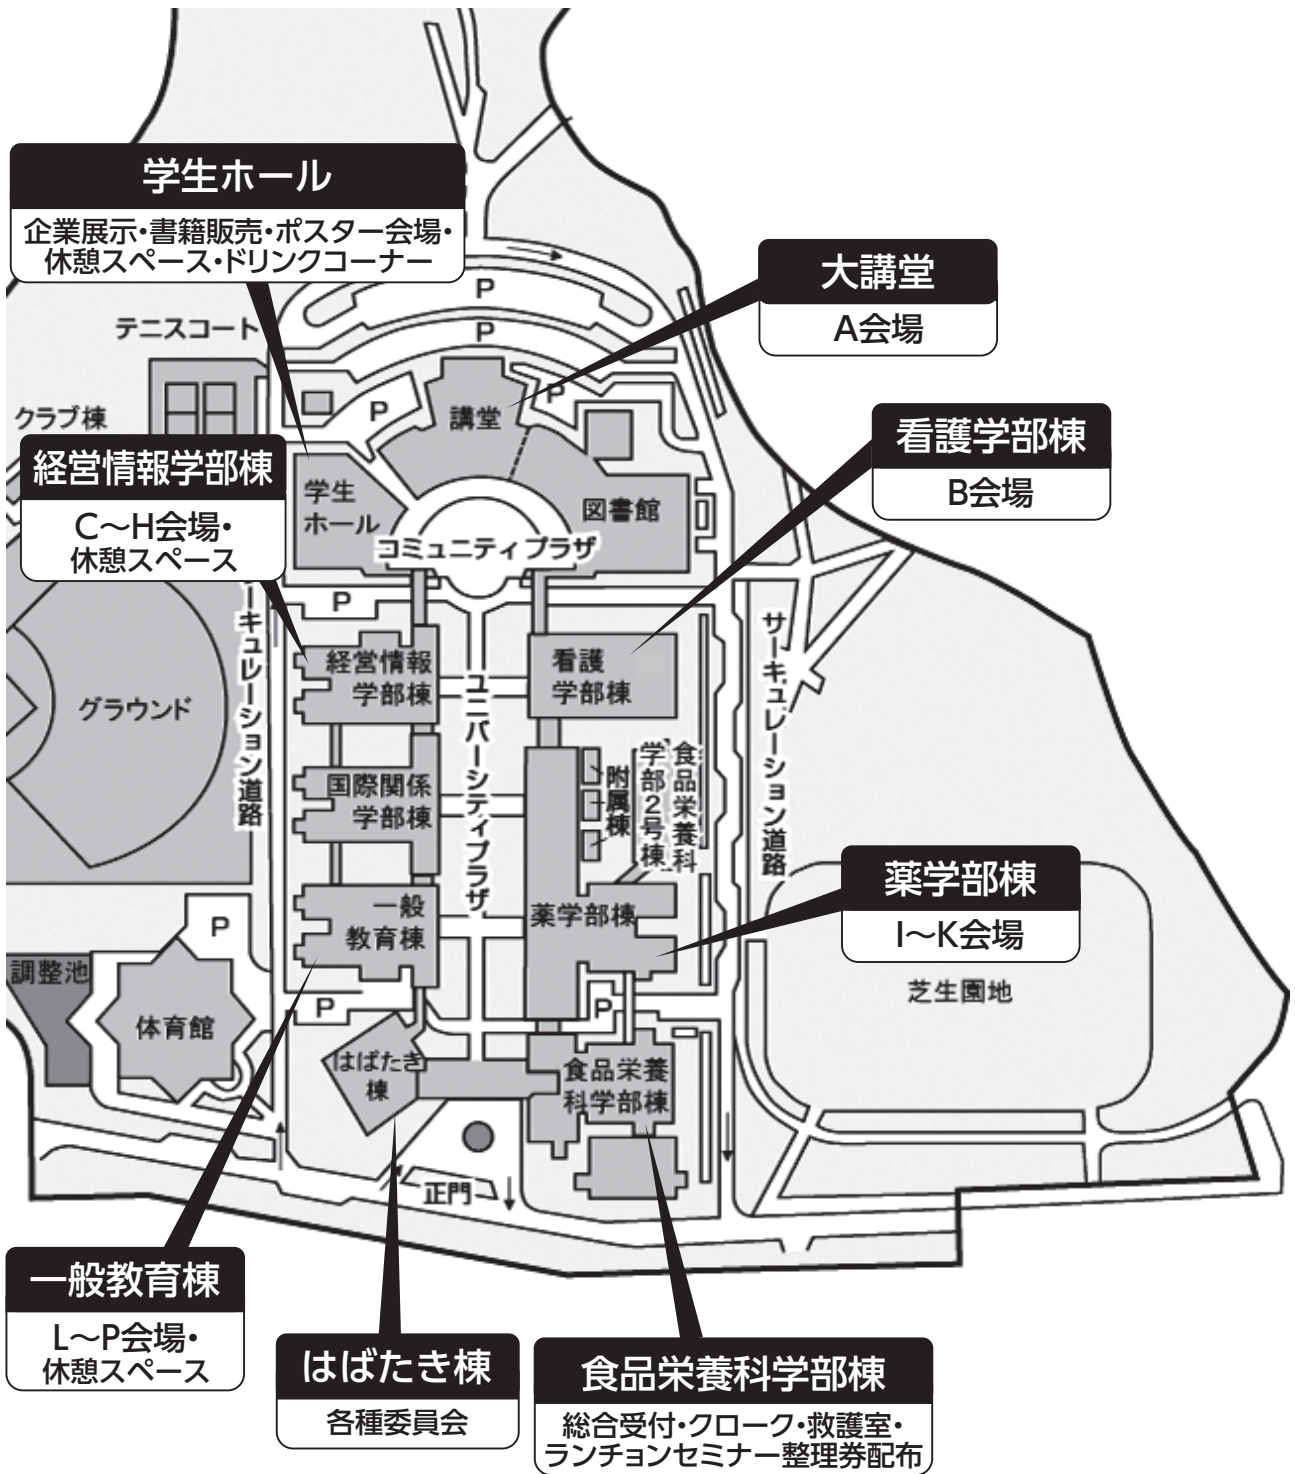 学生ホール
企業展示・書籍販売・ポスター会場・
休憩スペース・ドリンクコーナー
大講堂
A会場
P
P
テニスコート
P
P
講堂
クラブ棟
経営情報学部棟
C〜H会場・
休憩スペース
看護学部棟
B会場
学生
ホール
図書館
コミュニティプラザ
P
ーキュレーション道路
サーキュレーション道路
経営情報
学部棟
看護
学部棟
ユニバーシティプラザ
グラウンド
国際関係
学部棟
附属棟
食品栄養科
学部2号棟
薬学部棟
I〜K会場
一般
教育棟
薬学部棟
P
調整池
体育館
芝生園地
P
P
はばたき
棟
食品栄養
科学部棟
正門
一般教育棟
L〜P会場・
休憩スペース
はばたき棟
各種委員会
食品栄養科学部棟
総合受付・クローク・救護室・
ランチョンセミナー整理券配布